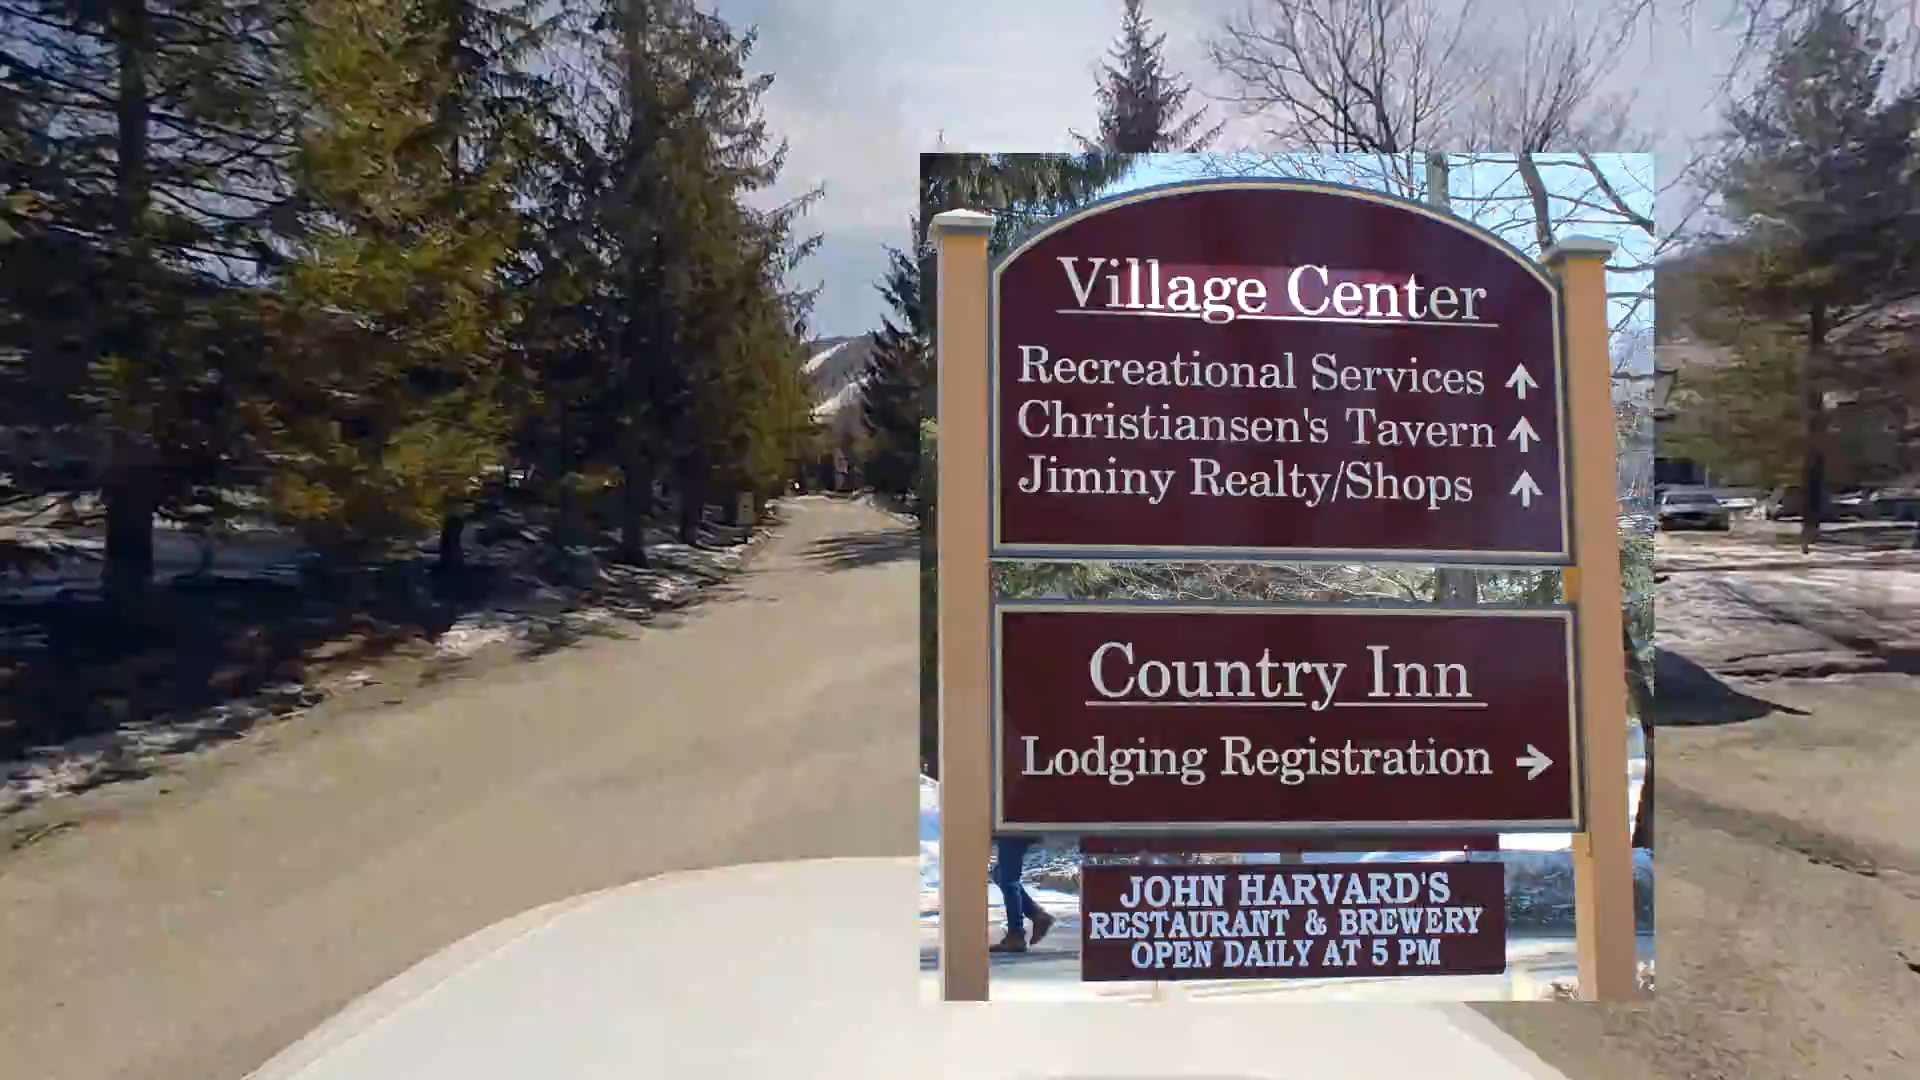 Village Center
Recreational Services ↑
Christiansen's Tavern ↑
Jiminy Realty/Shops ↑
Country Inn
Lodging Registration →
JOHN HARVARD'S
RESTAURANT & BREWERY
OPEN DAILY AT 5 PM